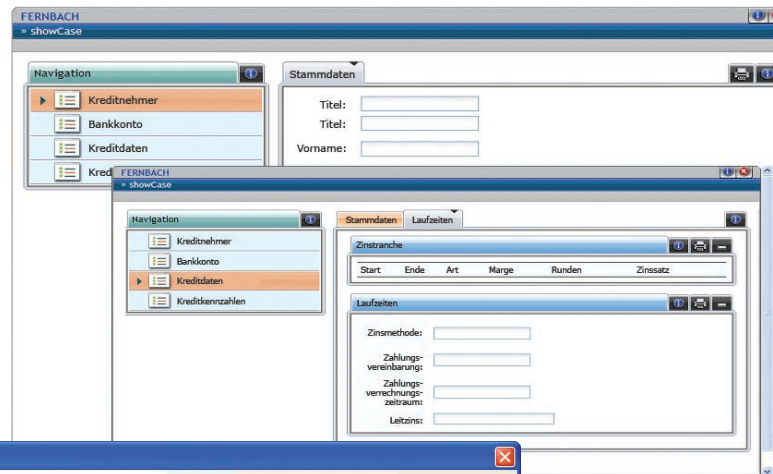 FERNBACH
» showCase
Navigation
Kreditnehmer
Bankkonto
Kreditdaten
Kred
Stammdaten
Titel:
Titel:
Vorname:
FERNBACH
» showCase
Navigation
Kreditnehmer
Bankkonto
Kreditdaten
Kreditkennzahlen
Stammdaten Laufzeiten
Zinstranche
Start Ende Art Marge Runden Zinssatz
Laufzeiten
Zinsmethode:
Zahlungs-
vereinbarung:
Zahlungs-
verrechnungs-
zeitraum:
Leitzins: